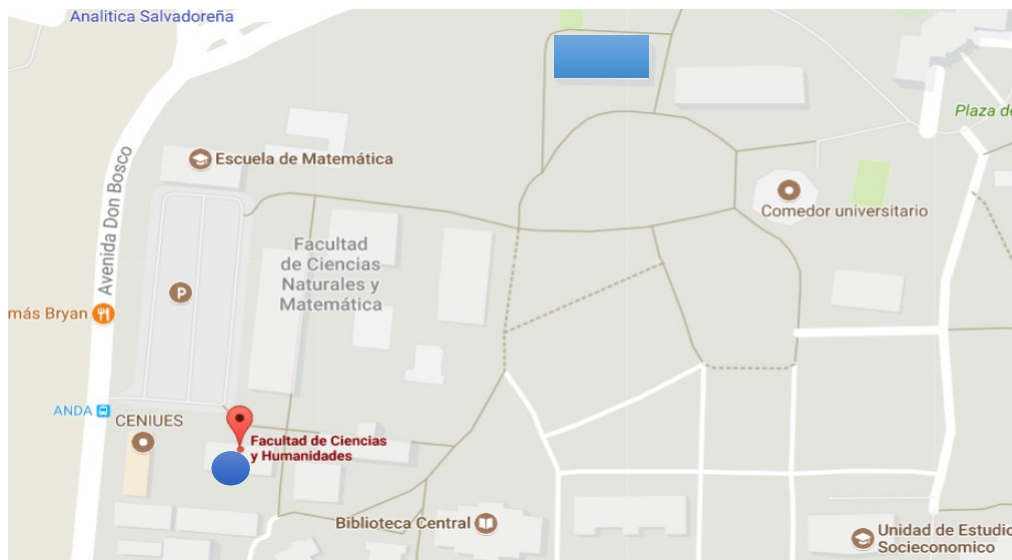 Analitica Salvadoreña
Avenida Don Bosco
Escuela de Matemática
Plaza de
Comedor universitario
Facultad
de Ciencias
Naturales y
Matemática
P
más Bryan
ANDA
CENIUES
Facultad de Ciencias
y Humanidades
Biblioteca Central
Unidad de Estudio
Socioeconomico